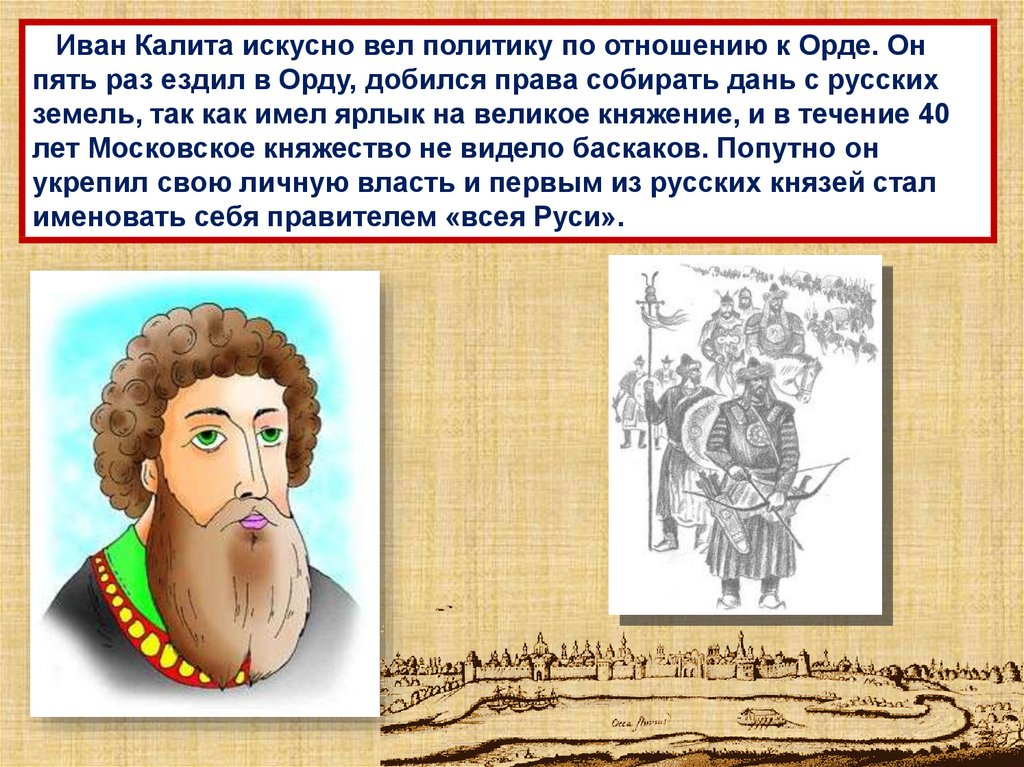 Иван Калита искусно вел политику по отношению к Орде. Он
пять раз ездил в Орду, добился права собирать дань с русских
земель, так как имел ярлык на великое княжение, и в течение 40
лет Московское княжество не видело баскаков. Попутно он
укрепил свою личную власть и первым из русских князей стал
именовать себя правителем «всея Руси».
Occa fluvius